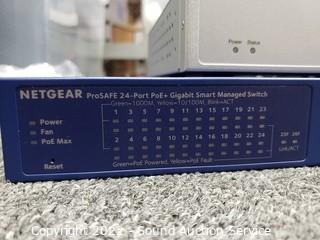 Power Status
NETGEAR ProSAFE 24-Port PoE+ Gigabit Smart Managed Switch
Green=1000M, Yellow=10/100M, Blink=ACT
1 3 5 7 9 11 13 15 17 19 21 23
Power
Fan
PoE Max
2 4 6 8 10 12 14 16 18 20 22 24 25F 26F
Link/ACT
Green=PoE Powered, Yellow=PoE Fault
Reset
Copyright 2022 - Sound Auction Service